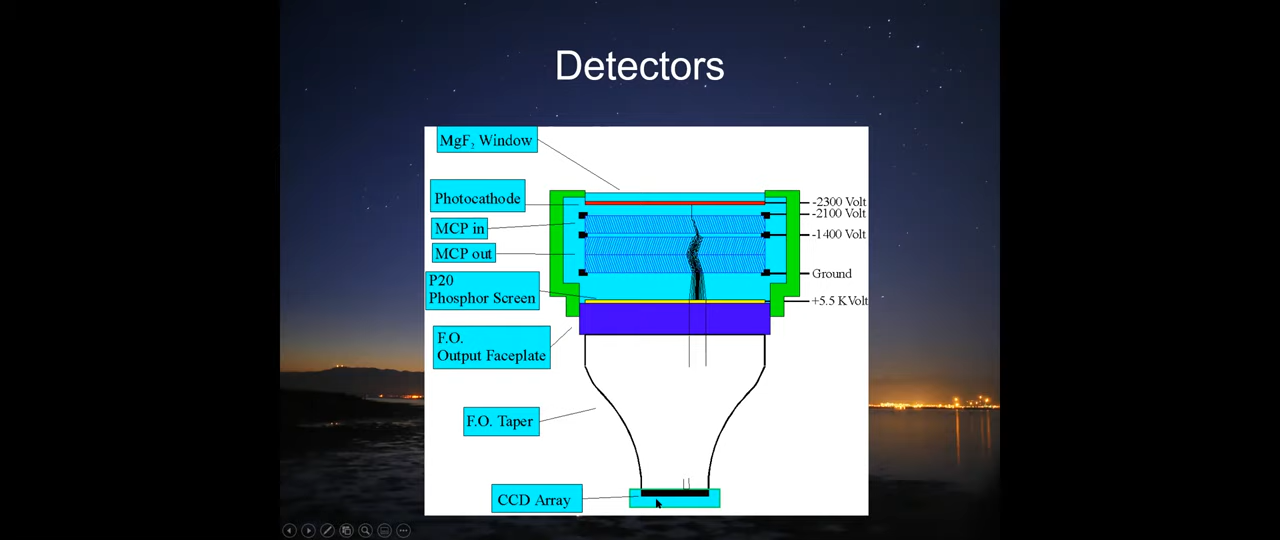 Detectors
MgF₂ Window
Photocathode
MCP in
MCP out
P20
Phosphor Screen
F.O.
Output Faceplate
F.O. Taper
CCD Array
-2300 Volt
-2100 Volt
-1400 Volt
Ground
+5.5 KVolt